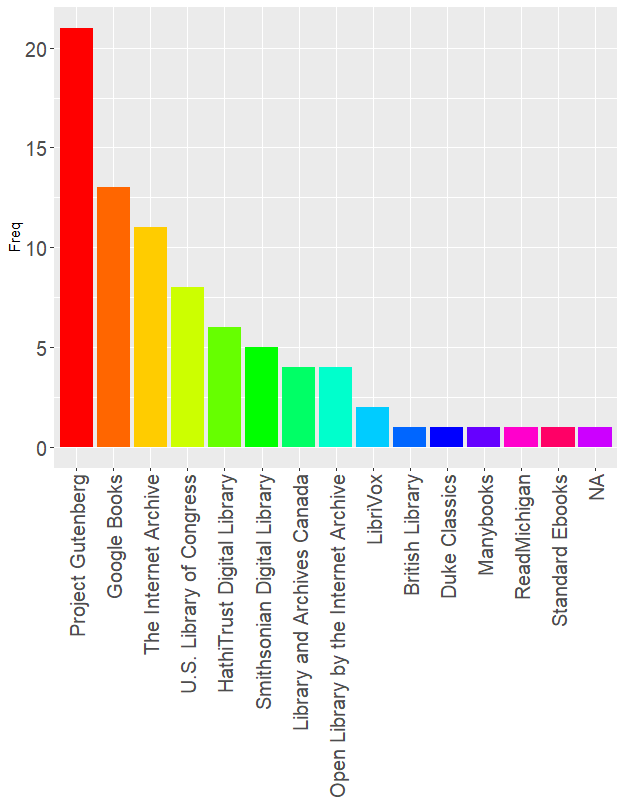 Freq
20
15
10
5
0
Project Gutenberg
Google Books
The Internet Archive
U.S. Library of Congress
HathiTrust Digital Library
Smithsonian Digital Library
Library and Archives Canada
Open Library by the Internet Archive
LibriVox
British Library
Duke Classics
Manybooks
ReadMichigan
Standard Ebooks
NA